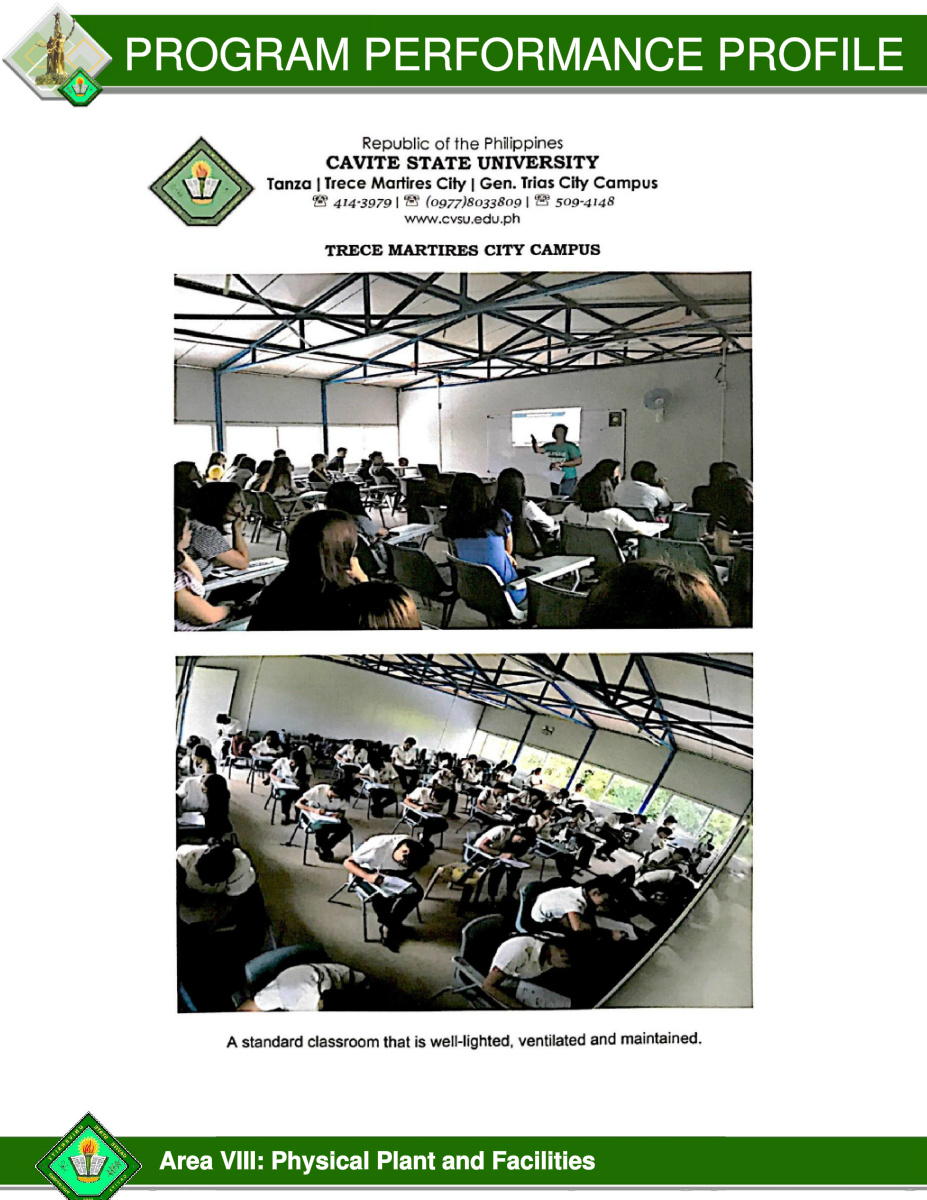 PROGRAM PERFORMANCE PROFILE
Republic of the Philippines
CAVITE STATE UNIVERSITY
Tanza | Trece Martires City | Gen. Trias City Campus
☏ 414-3979 | ☏ (0977)8033809 | ☏ 509-4148
www.cvsu.edu.ph
TRECE MARTIRES CITY CAMPUS
A standard classroom that is well-lighted, ventilated and maintained.
Area VIII: Physical Plant and Facilities